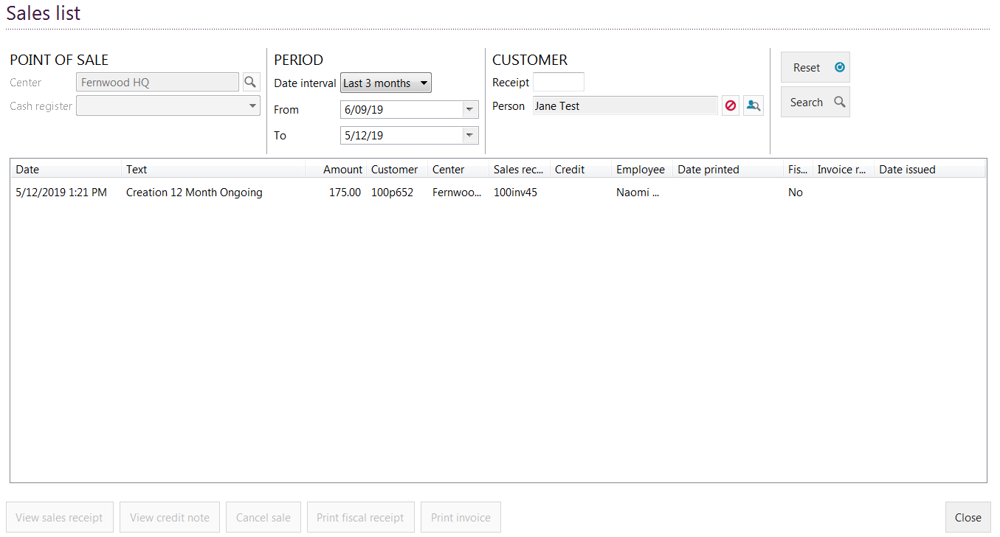 Sales list
POINT OF SALE
Center Fernwood HQ
Cash register
PERIOD
Date interval Last 3 months
From 6/09/19
To 5/12/19
CUSTOMER
Receipt
Person Jane Test
Reset
Search
Date Text Amount Customer Center Sales rec... Credit Employee Date printed Fis... Invoice r... Date issued
5/12/2019 1:21 PM Creation 12 Month Ongoing 175.00 100p652 Fernwoo... 100inv45 Naomi ... No
View sales receipt View credit note Cancel sale Print fiscal receipt Print invoice Close